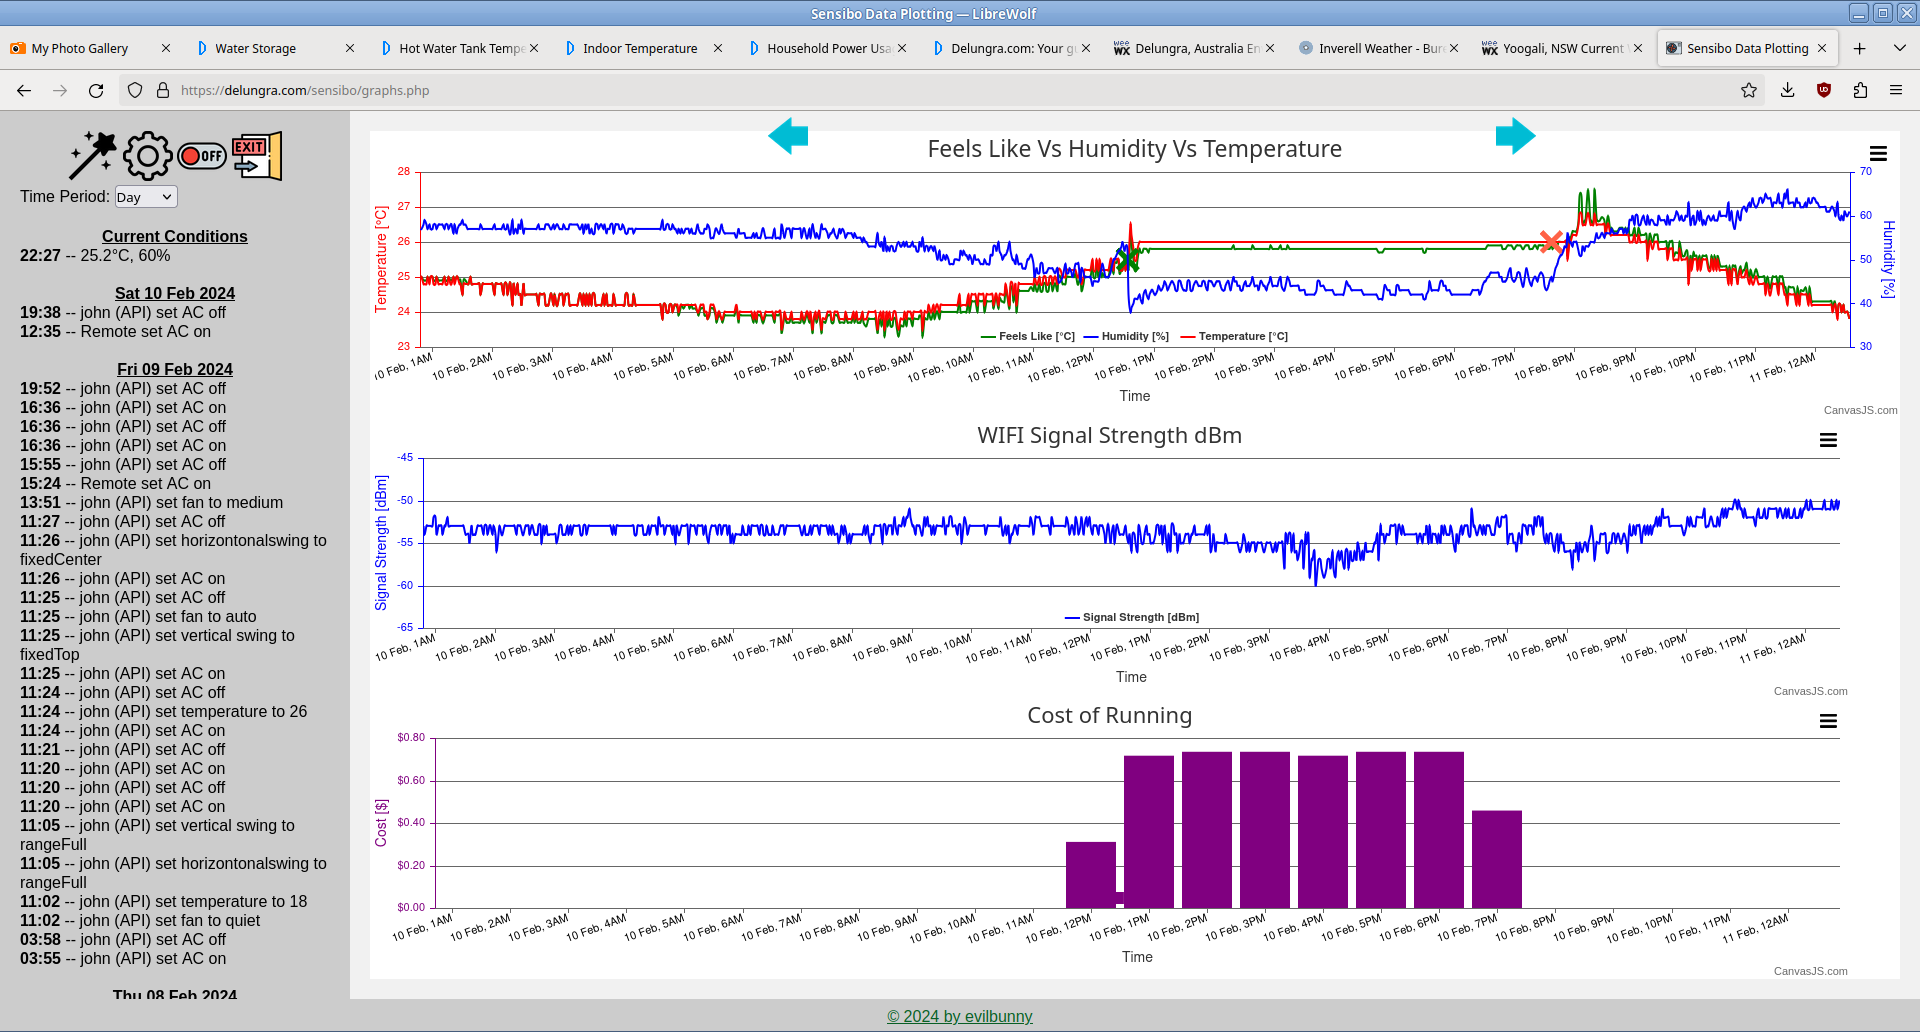 Sensibo Data Plotting — LibreWolf
My Photo Gallery
Water Storage
Hot Water Tank Tempe
Indoor Temperature
Household Power Usa
Delungra.com: Your g
Delungra, Australia En
Inverell Weather - Bur
Yoogali, NSW Current
Sensibo Data Plotting
https://delungra.com/sensibo/graphs.php
OFF
EXIT
Time Period: Day
Current Conditions
22:27 -- 25.2°C, 60%
Sat 10 Feb 2024
19:38 -- john (API) set AC off
12:35 -- Remote set AC on
Fri 09 Feb 2024
19:52 -- john (API) set AC off
16:36 -- john (API) set AC on
16:36 -- john (API) set AC off
16:36 -- john (API) set AC on
15:55 -- john (API) set AC off
15:24 -- Remote set AC on
13:51 -- john (API) set fan to medium
11:27 -- john (API) set AC off
11:26 -- john (API) set horizontonalswing to
fixedCenter
11:26 -- john (API) set AC on
11:25 -- john (API) set AC off
11:25 -- john (API) set fan to auto
11:25 -- john (API) set vertical swing to
fixedTop
11:25 -- john (API) set AC on
11:24 -- john (API) set AC off
11:24 -- john (API) set temperature to 26
11:24 -- john (API) set AC on
11:21 -- john (API) set AC off
11:20 -- john (API) set AC on
11:20 -- john (API) set AC off
11:20 -- john (API) set AC on
11:05 -- john (API) set vertical swing to
rangeFull
11:05 -- john (API) set horizontonalswing to
rangeFull
11:02 -- john (API) set temperature to 18
11:02 -- john (API) set fan to quiet
03:58 -- john (API) set AC off
03:55 -- john (API) set AC on
Thu 08 Feb 2024
Feels Like Vs Humidity Vs Temperature
Temperature [°C]
28
27
26
25
24
23
70
60
50
40
30
Humidity [%]
Feels Like [°C] Humidity [%] Temperature [°C]
10 Feb, 1AM 10 Feb, 2AM 10 Feb, 3AM 10 Feb, 4AM 10 Feb, 5AM 10 Feb, 6AM 10 Feb, 7AM 10 Feb, 8AM 10 Feb, 9AM 10 Feb, 10AM 10 Feb, 11AM 10 Feb, 12PM 10 Feb, 1PM 10 Feb, 2PM 10 Feb, 3PM 10 Feb, 4PM 10 Feb, 5PM 10 Feb, 6PM 10 Feb, 7PM 10 Feb, 8PM 10 Feb, 9PM 10 Feb, 10PM 10 Feb, 11PM 11 Feb, 12AM
Time
CanvasJS.com
WIFI Signal Strength dBm
Signal Strength [dBm]
-45
-50
-55
-60
-65
Signal Strength [dBm]
10 Feb, 1AM 10 Feb, 2AM 10 Feb, 3AM 10 Feb, 4AM 10 Feb, 5AM 10 Feb, 6AM 10 Feb, 7AM 10 Feb, 8AM 10 Feb, 9AM 10 Feb, 10AM 10 Feb, 11AM 10 Feb, 12PM 10 Feb, 1PM 10 Feb, 2PM 10 Feb, 3PM 10 Feb, 4PM 10 Feb, 5PM 10 Feb, 6PM 10 Feb, 7PM 10 Feb, 8PM 10 Feb, 9PM 10 Feb, 10PM 10 Feb, 11PM 11 Feb, 12AM
Time
CanvasJS.com
Cost of Running
Cost [$]
$0.80
$0.60
$0.40
$0.20
$0.00
10 Feb, 1AM 10 Feb, 2AM 10 Feb, 3AM 10 Feb, 4AM 10 Feb, 5AM 10 Feb, 6AM 10 Feb, 7AM 10 Feb, 8AM 10 Feb, 9AM 10 Feb, 10AM 10 Feb, 11AM 10 Feb, 12PM 10 Feb, 1PM 10 Feb, 2PM 10 Feb, 3PM 10 Feb, 4PM 10 Feb, 5PM 10 Feb, 6PM 10 Feb, 7PM 10 Feb, 8PM 10 Feb, 9PM 10 Feb, 10PM 10 Feb, 11PM 11 Feb, 12AM
Time
CanvasJS.com
© 2024 by evilbunny